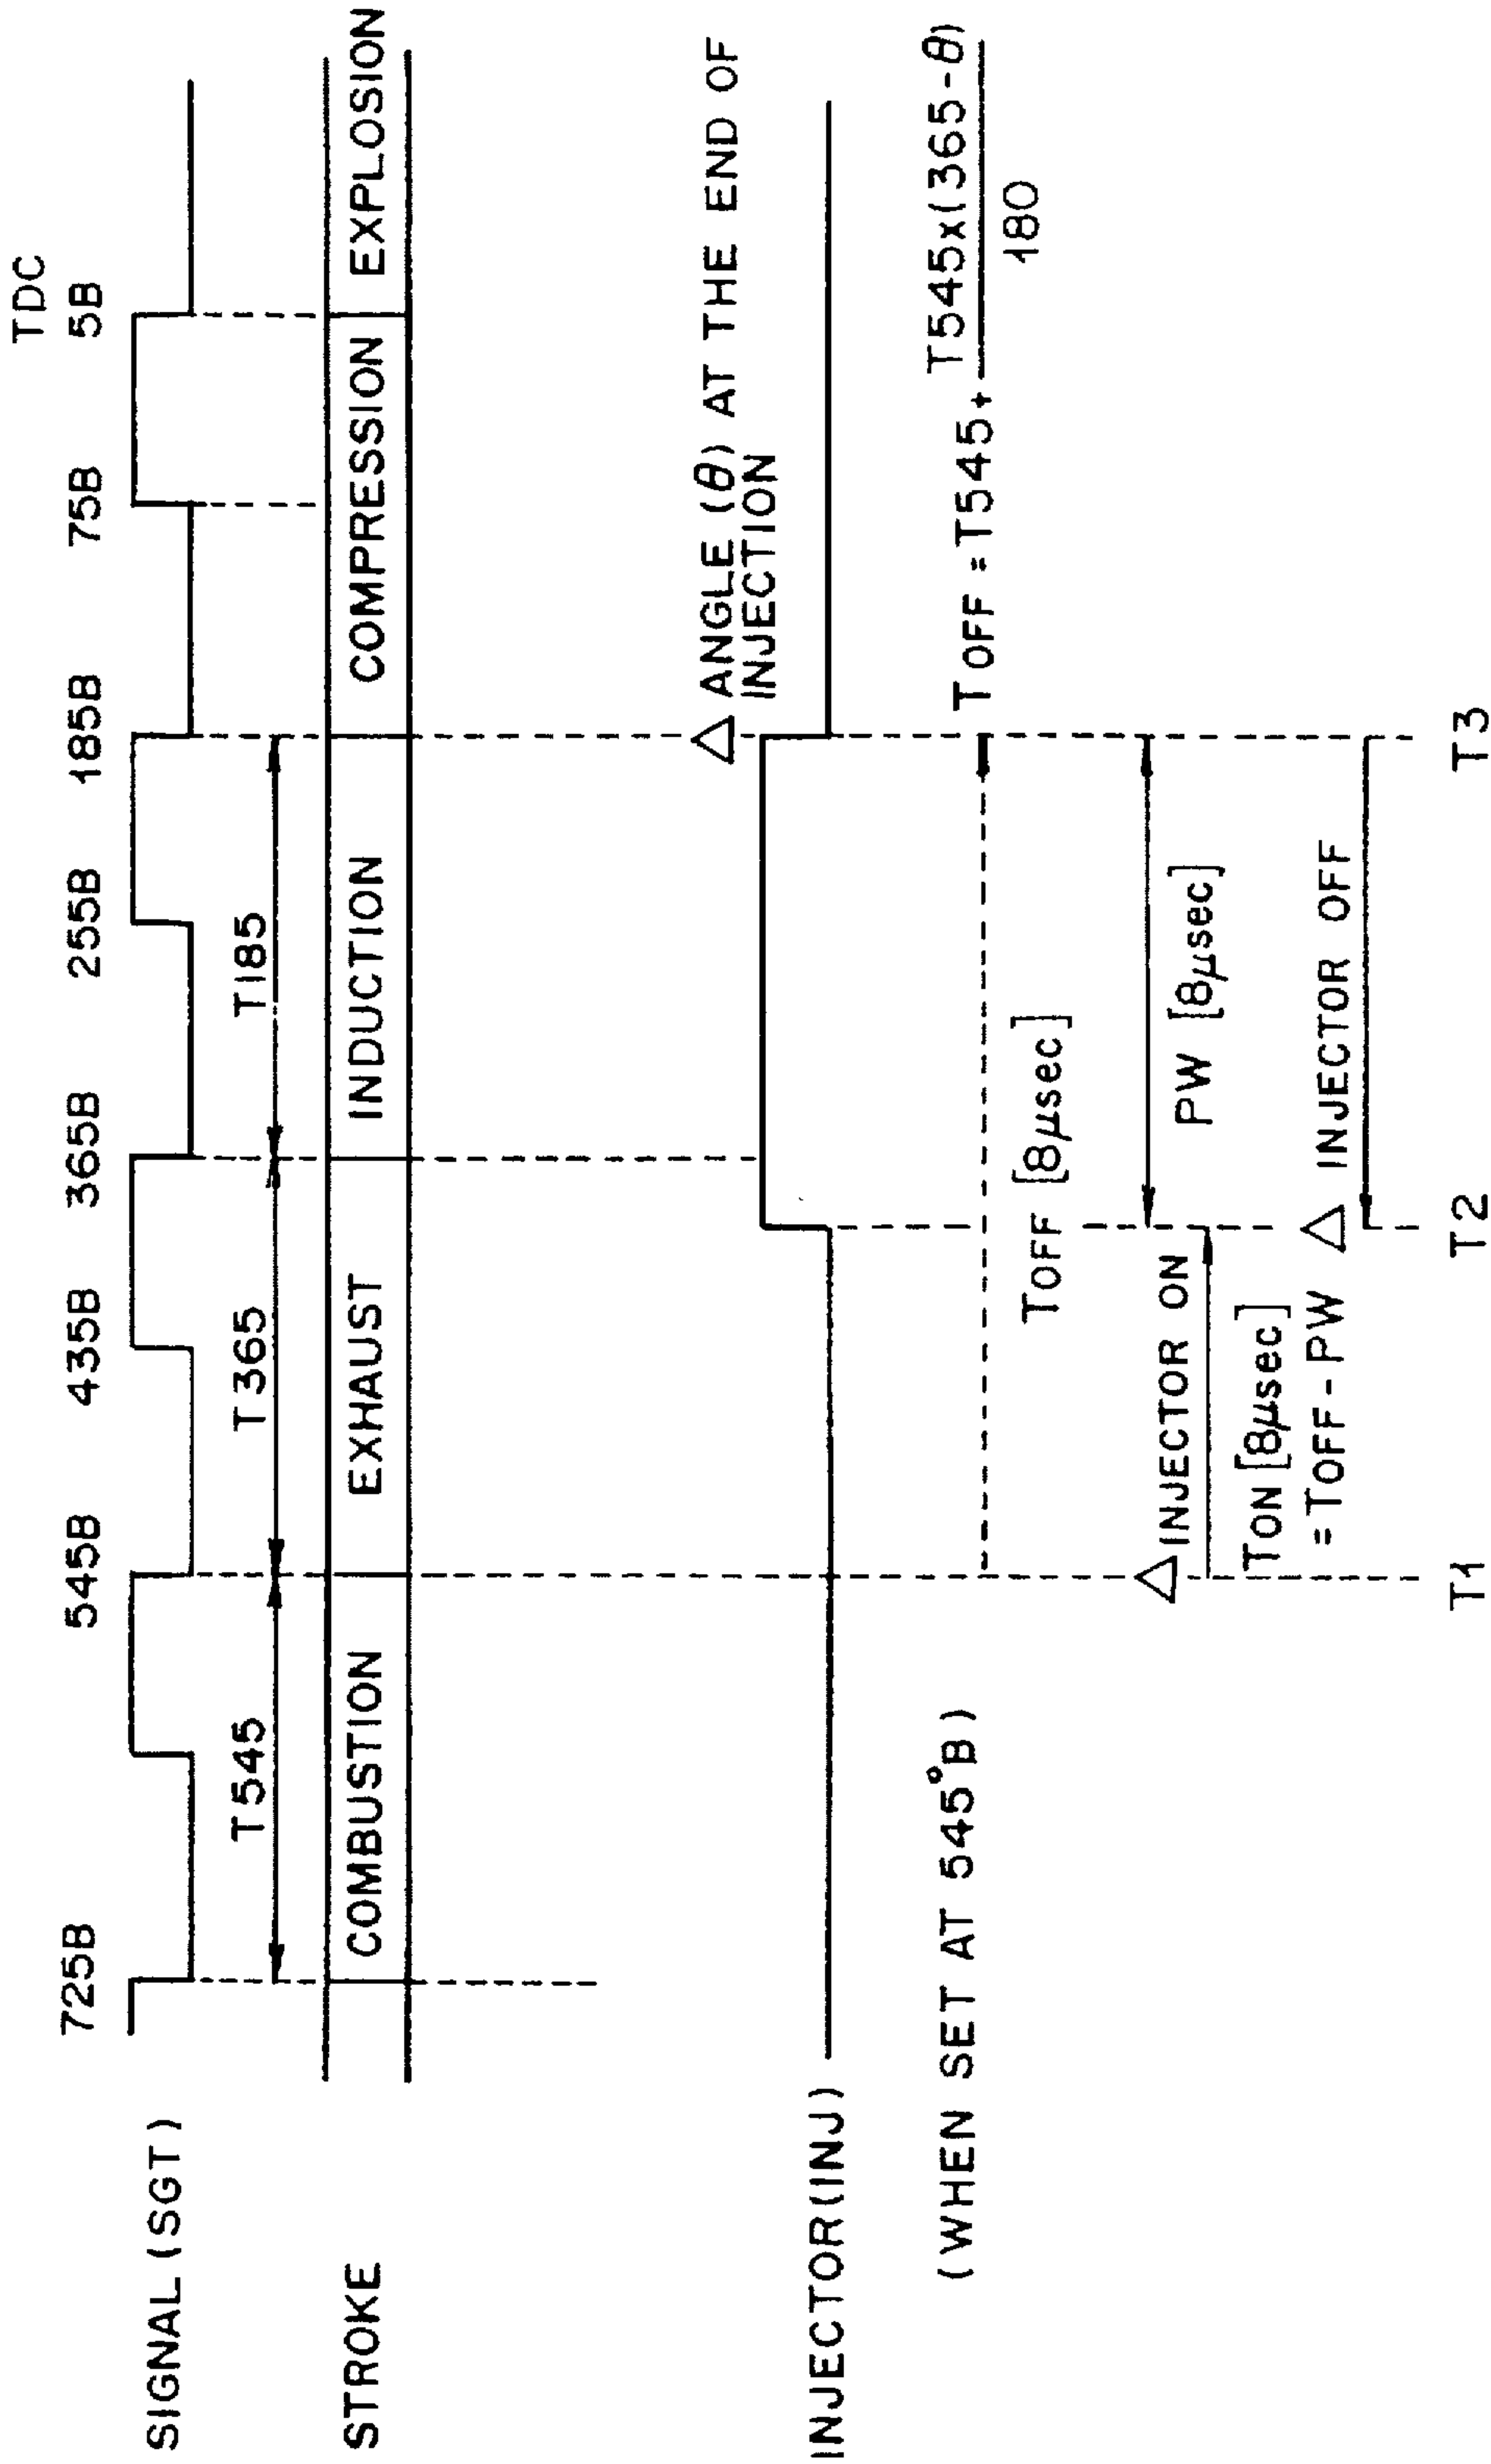 TDC
725B 545B 435B 365B 255B 185B 75B 5B
SIGNAL (SGT)
T545 T365 T185
STROKE COMBUSTION EXHAUST INDUCTION COMPRESSION EXPLOSION
△ ANGLE (θ) AT THE END OF
INJECTION
INJECTOR(INJ)
(WHEN SET AT 545°B)
TOFF = T545 + T545x(365-θ)
180
TOFF [8μsec]
△ INJECTOR ON
PW [8μsec]
TON [8μsec]
= TOFF - PW
△ INJECTOR OFF
T1 T2 T3